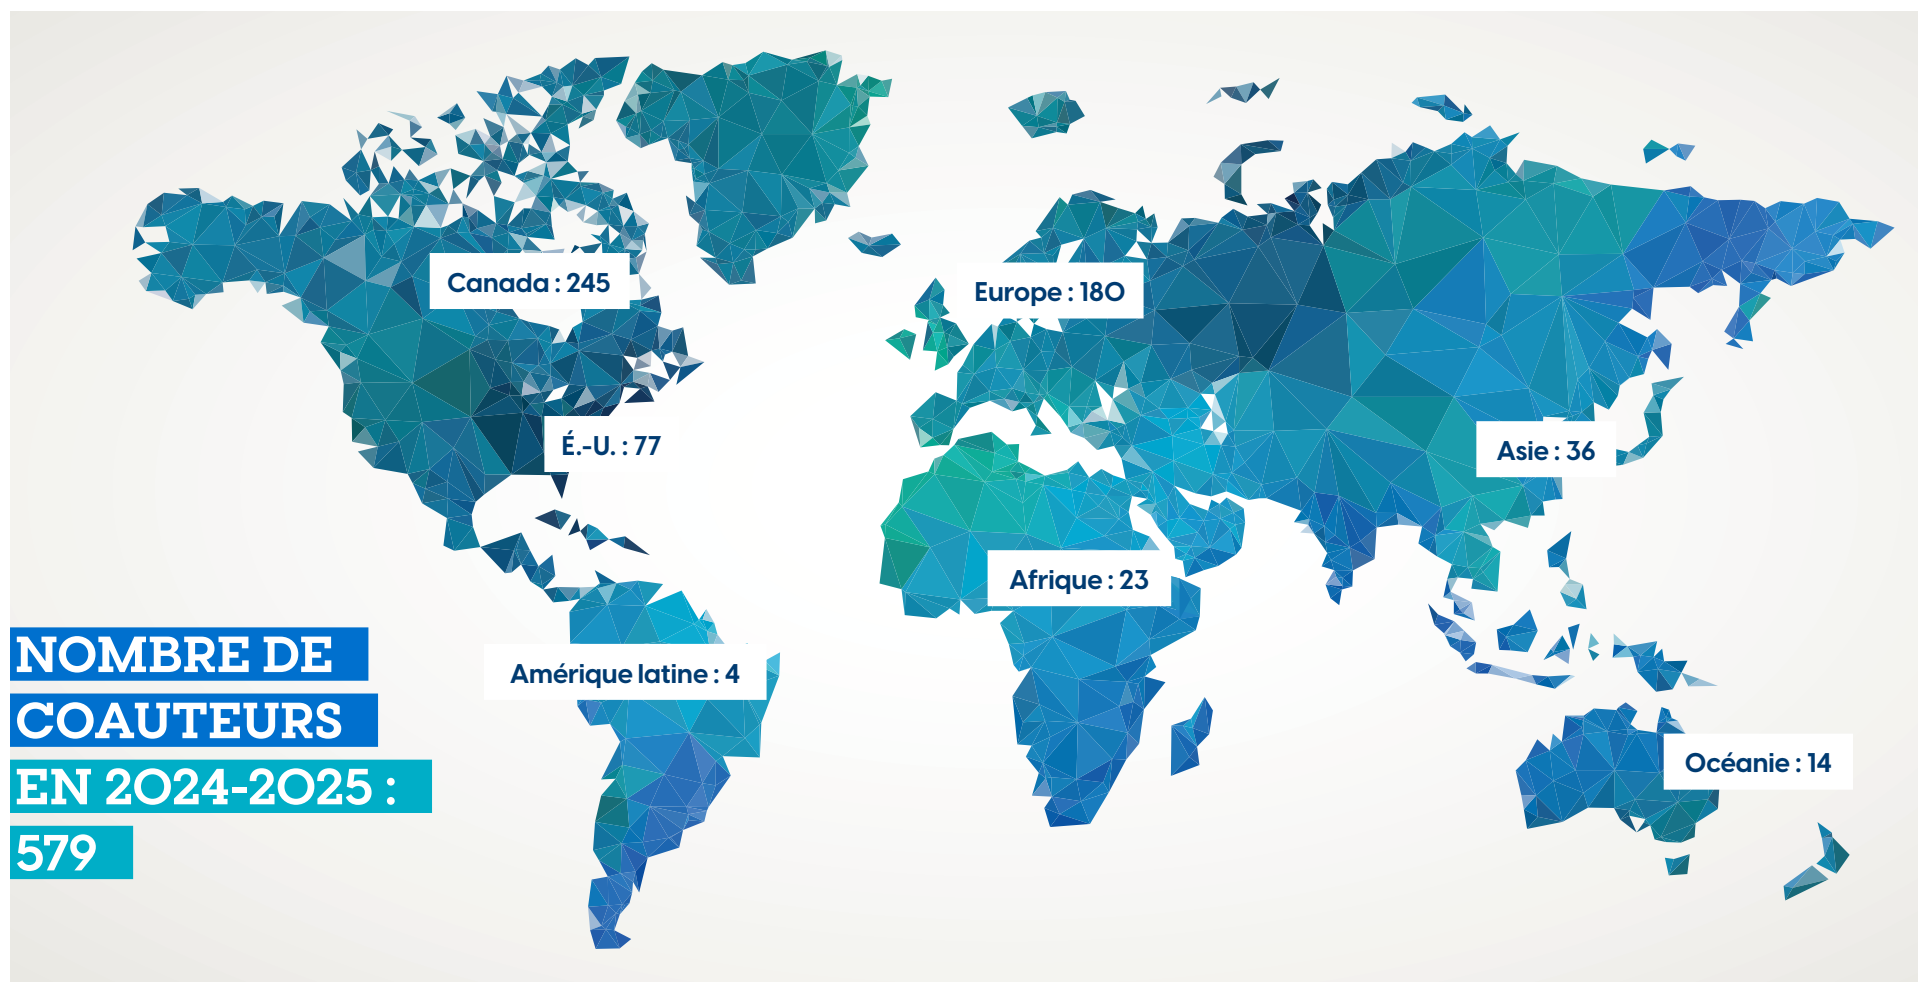 Canada : 245
Europe : 180
É.-U. : 77
Asie : 36
Afrique : 23
Amérique latine : 4
Océanie : 14
NOMBRE DE
COAUTEURS
EN 2024-2025 :
579